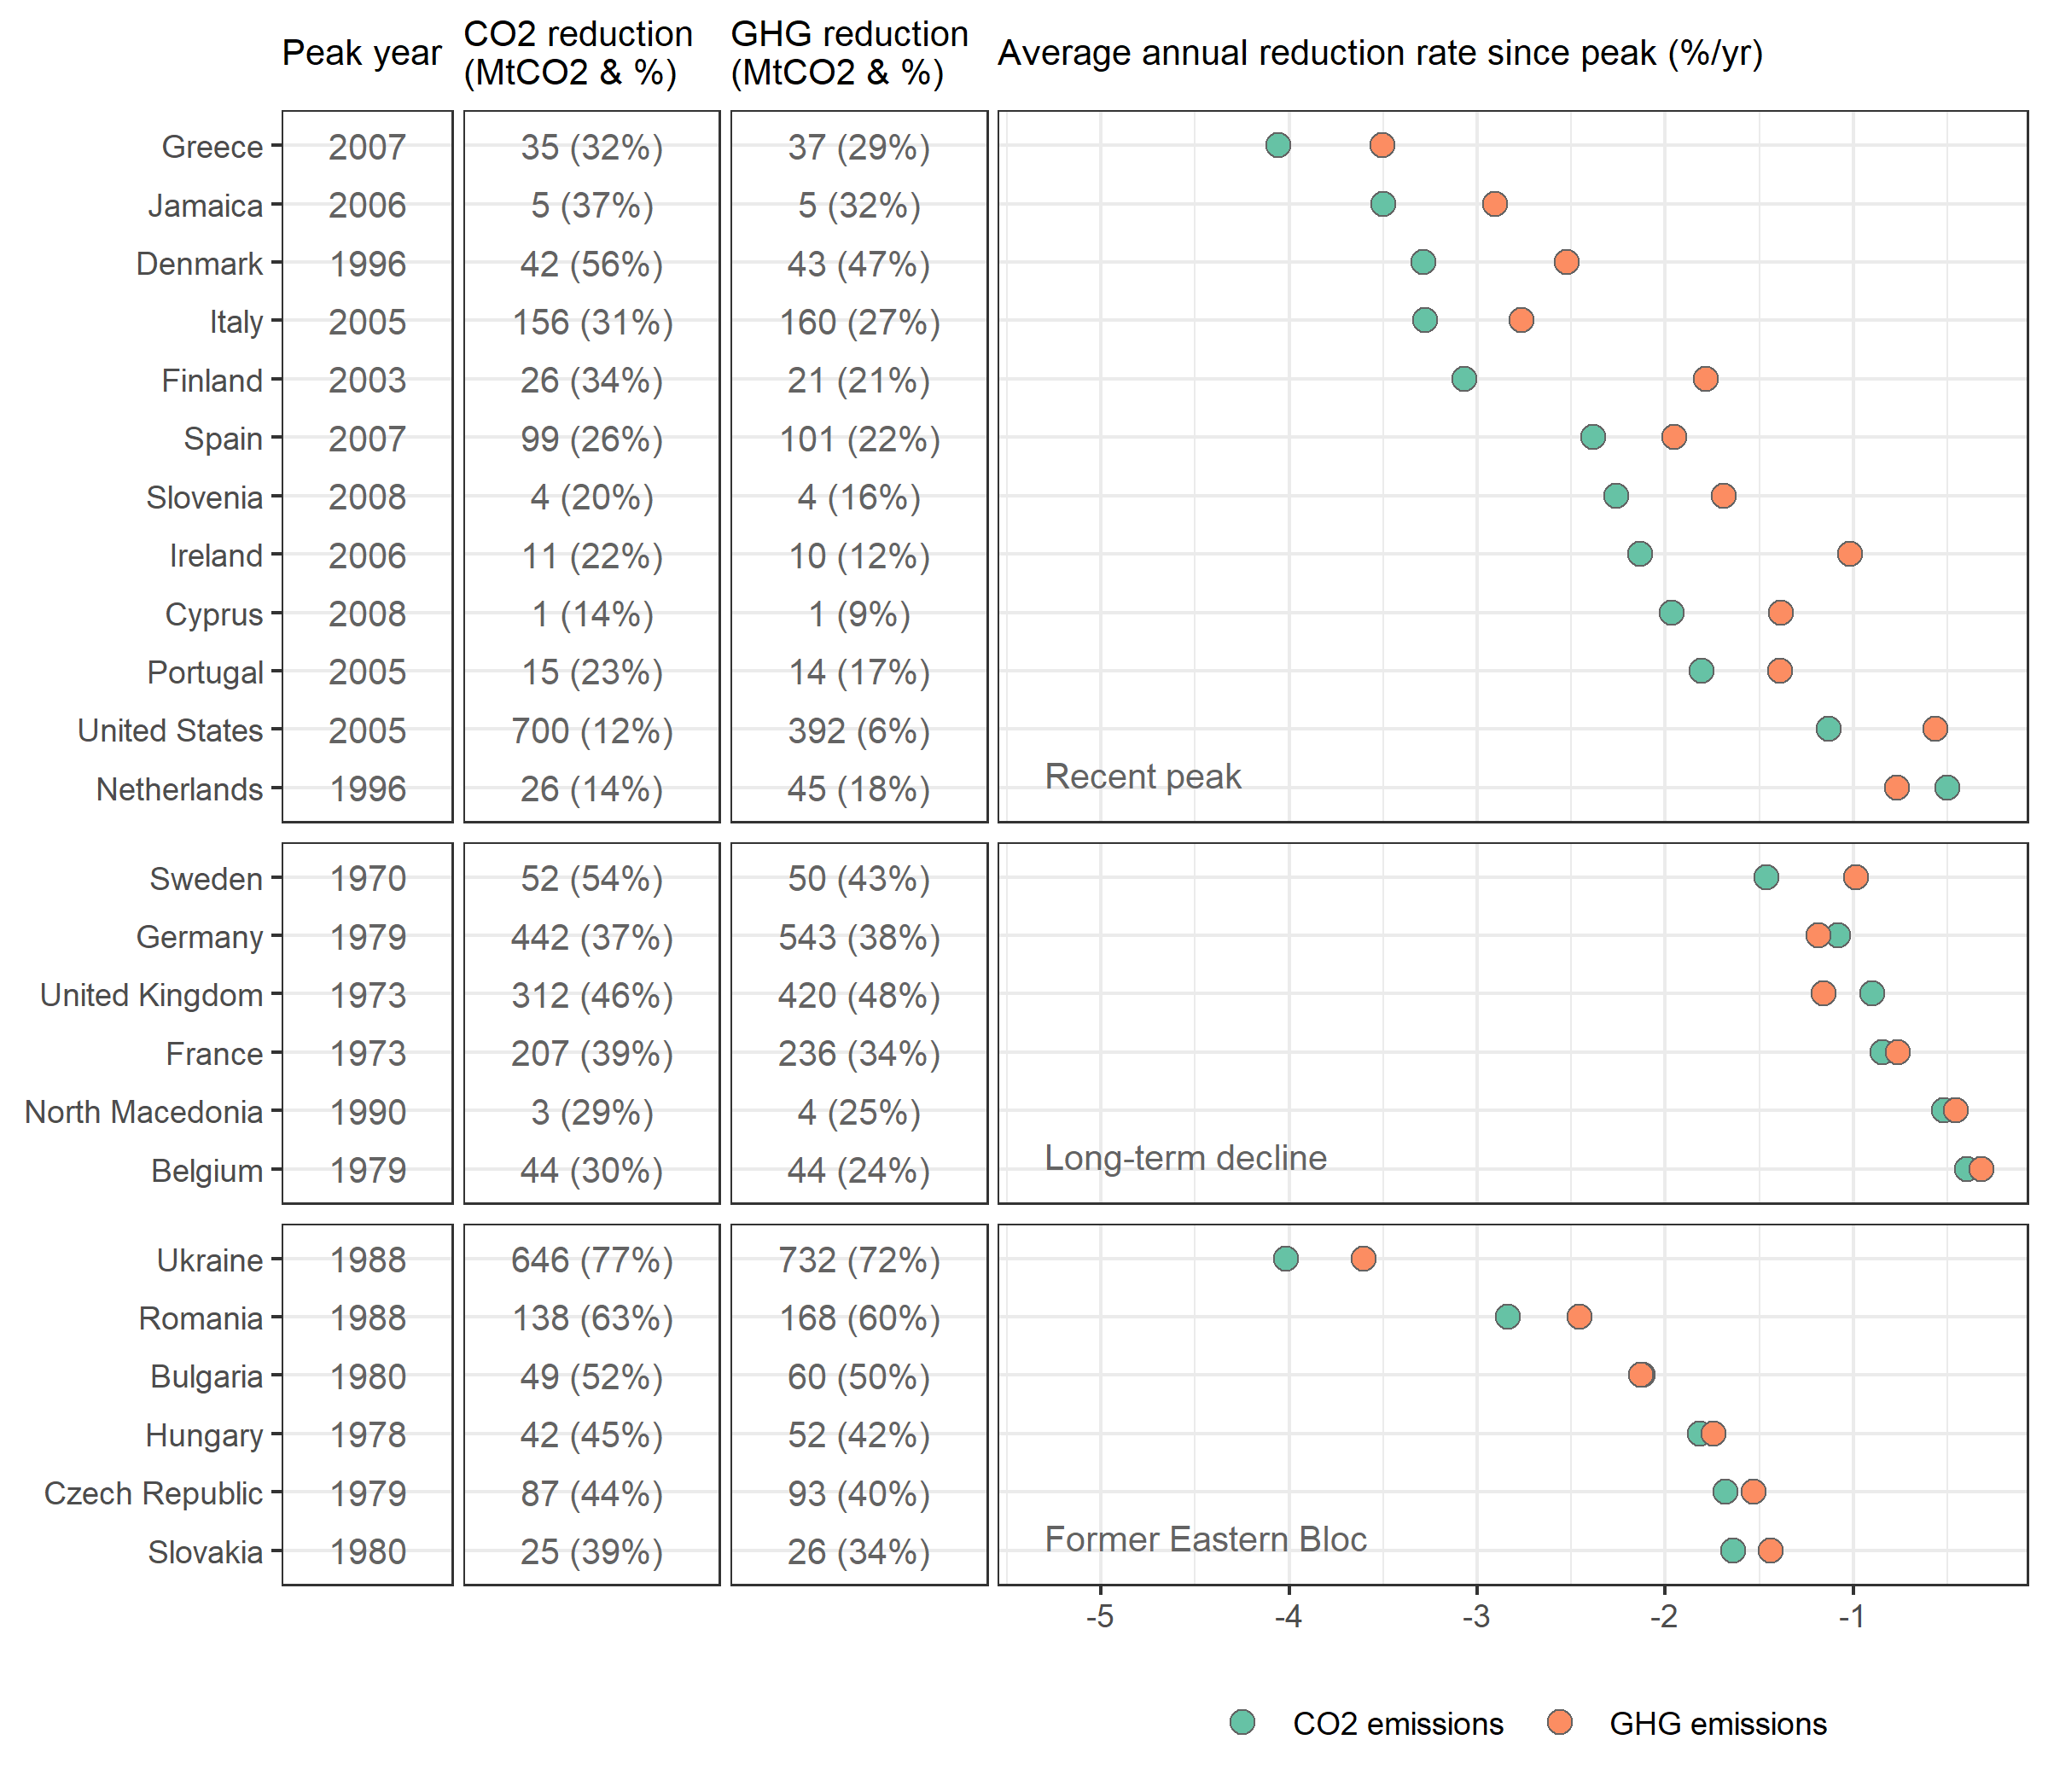 Peak year
CO2 reduction
(MtCO2 & %)
GHG reduction
(MtCO2 & %)
Average annual reduction rate since peak (%/yr)
Greece 2007 35 (32%) 37 (29%)
Jamaica 2006 5 (37%) 5 (32%)
Denmark 1996 42 (56%) 43 (47%)
Italy 2005 156 (31%) 160 (27%)
Finland 2003 26 (34%) 21 (21%)
Spain 2007 99 (26%) 101 (22%)
Slovenia 2008 4 (20%) 4 (16%)
Ireland 2006 11 (22%) 10 (12%)
Cyprus 2008 1 (14%) 1 (9%)
Portugal 2005 15 (23%) 14 (17%)
United States 2005 700 (12%) 392 (6%)
Netherlands 1996 26 (14%) 45 (18%)
Recent peak
Sweden 1970 52 (54%) 50 (43%)
Germany 1979 442 (37%) 543 (38%)
United Kingdom 1973 312 (46%) 420 (48%)
France 1973 207 (39%) 236 (34%)
North Macedonia 1990 3 (29%) 4 (25%)
Belgium 1979 44 (30%) 44 (24%)
Long-term decline
Ukraine 1988 646 (77%) 732 (72%)
Romania 1988 138 (63%) 168 (60%)
Bulgaria 1980 49 (52%) 60 (50%)
Hungary 1978 42 (45%) 52 (42%)
Czech Republic 1979 87 (44%) 93 (40%)
Slovakia 1980 25 (39%) 26 (34%)
Former Eastern Bloc
-5 -4 -3 -2 -1
CO2 emissions GHG emissions